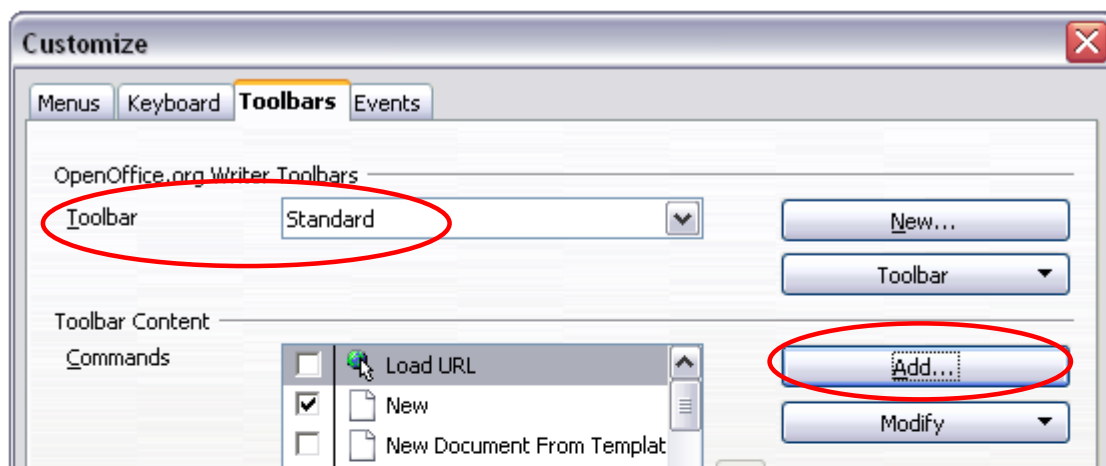 Customize
Menus Keyboard Toolbars Events
OpenOffice.org Writer Toolbars
Toolbar Standard New...
Toolbar
Toolbar Content
Commands Load URL Add...
New Modify
New Document From Templat